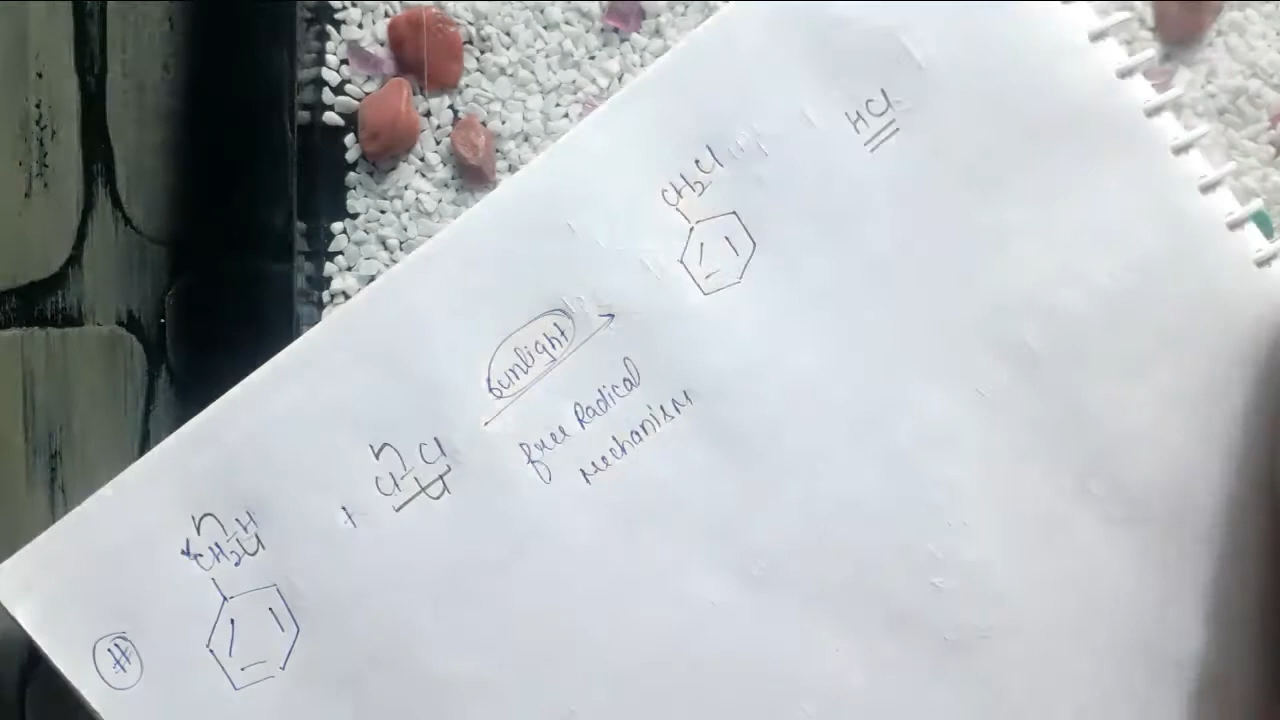 #
CH₂-H + Cl-Cl sunlight CH₂Cl HCl
free Radical
Mechanism